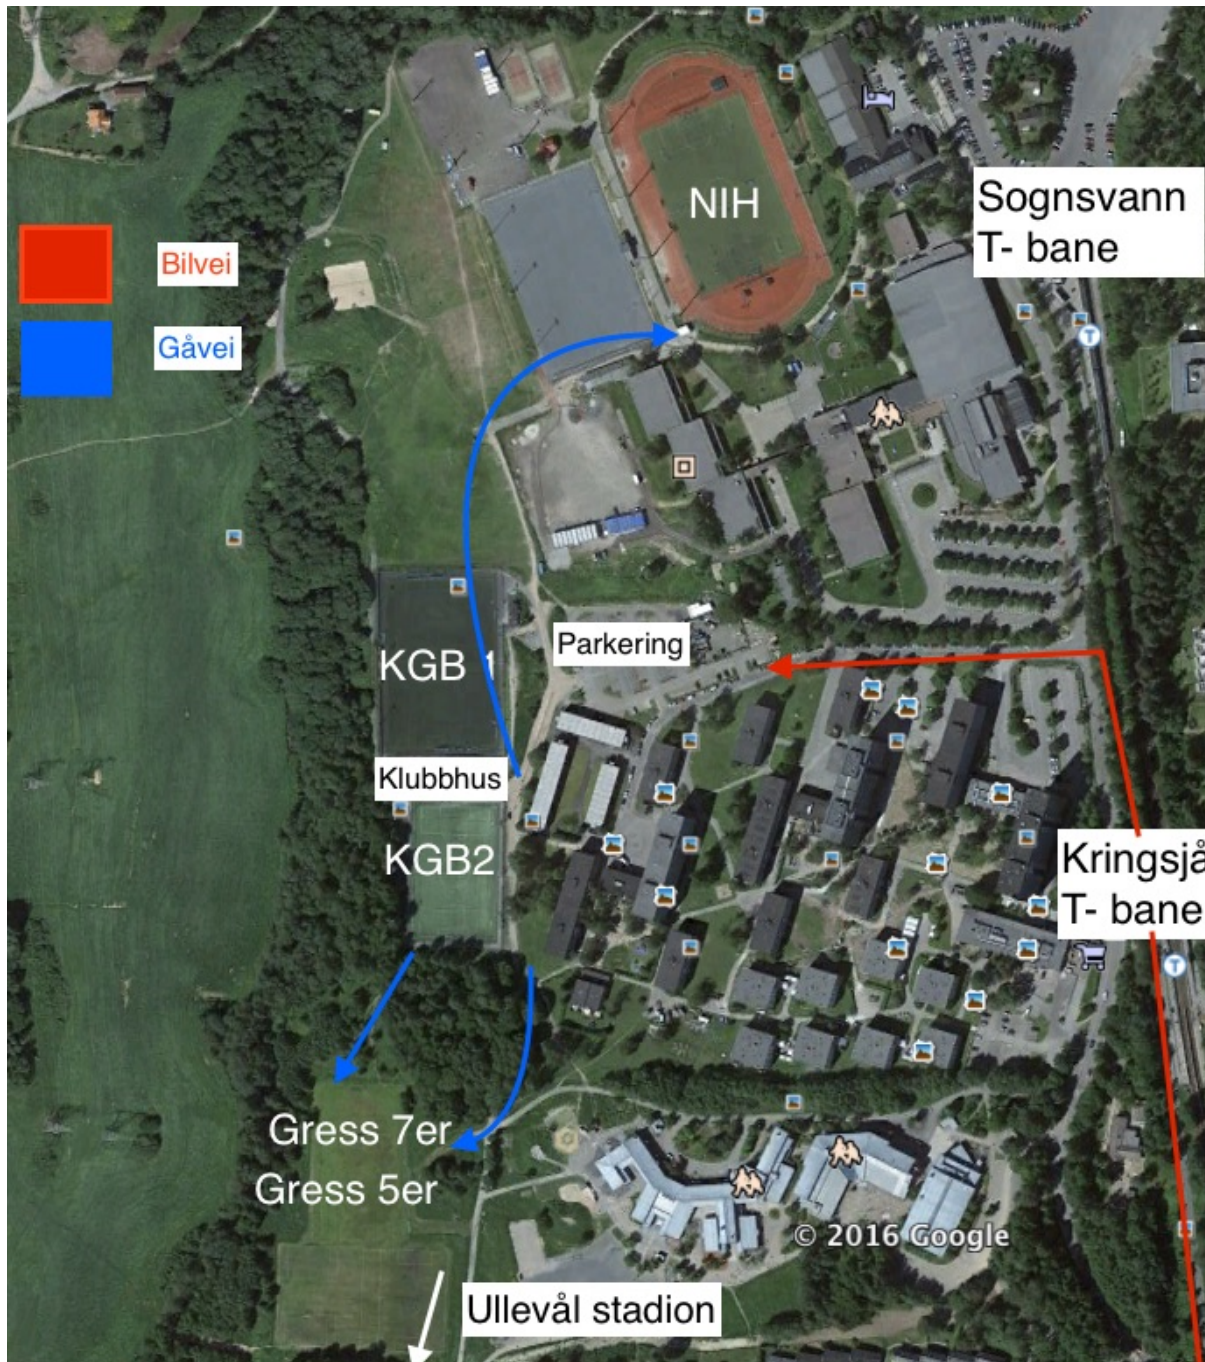 NIH
Sognsvann
T- bane
Bilvei
Gåvei
T
KGB 1
Parkering
Klubbhus
KGB2
Kringsjå
T- bane
T
Gress 7er
Gress 5er
© 2016 Google
Ullevål stadion